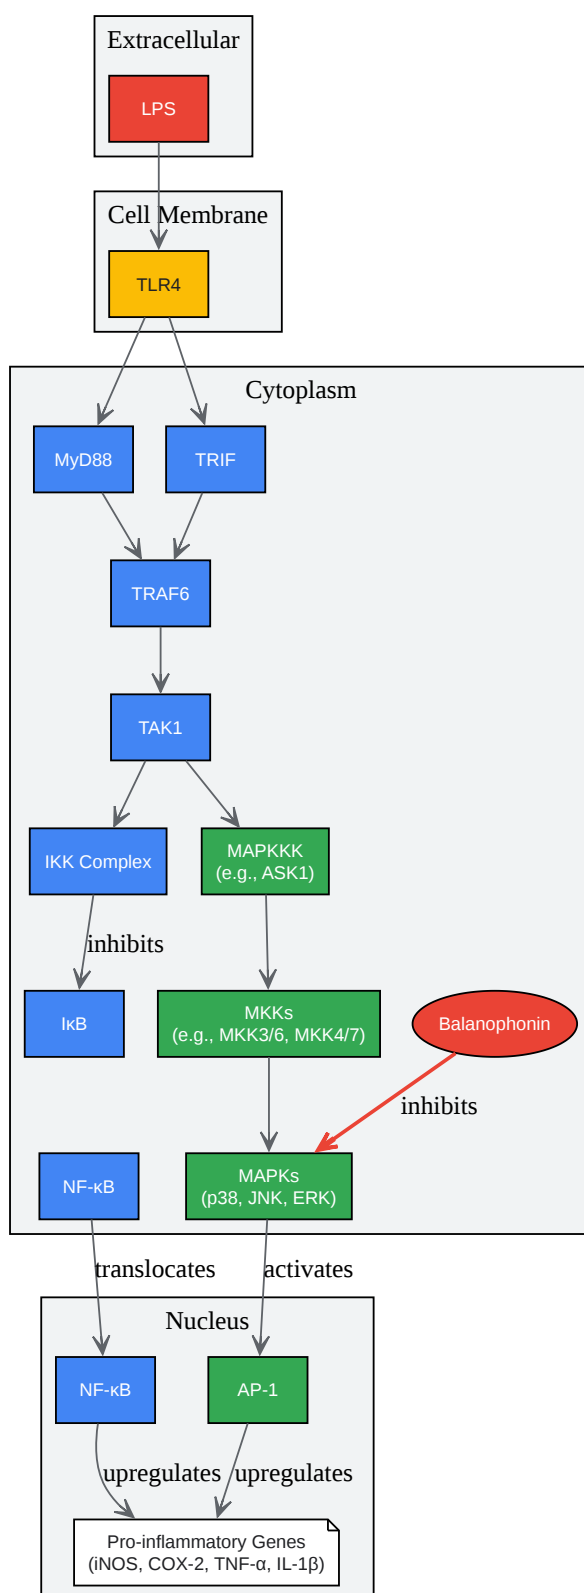 Extracellular
LPS
Cell Membrane
TLR4
Cytoplasm
MyD88
TRIF
TRAF6
TAK1
IKK Complex
MAPKKK
(e.g., ASK1)
inhibits
IκB
MKKs
(e.g., MKK3/6, MKK4/7)
Balanophonin
inhibits
NF-κB
MAPKs
(p38, JNK, ERK)
translocates
activates
Nucleus
NF-κB
AP-1
upregulates
upregulates
Pro-inflammatory Genes
(iNOS, COX-2, TNF-α, IL-1β)